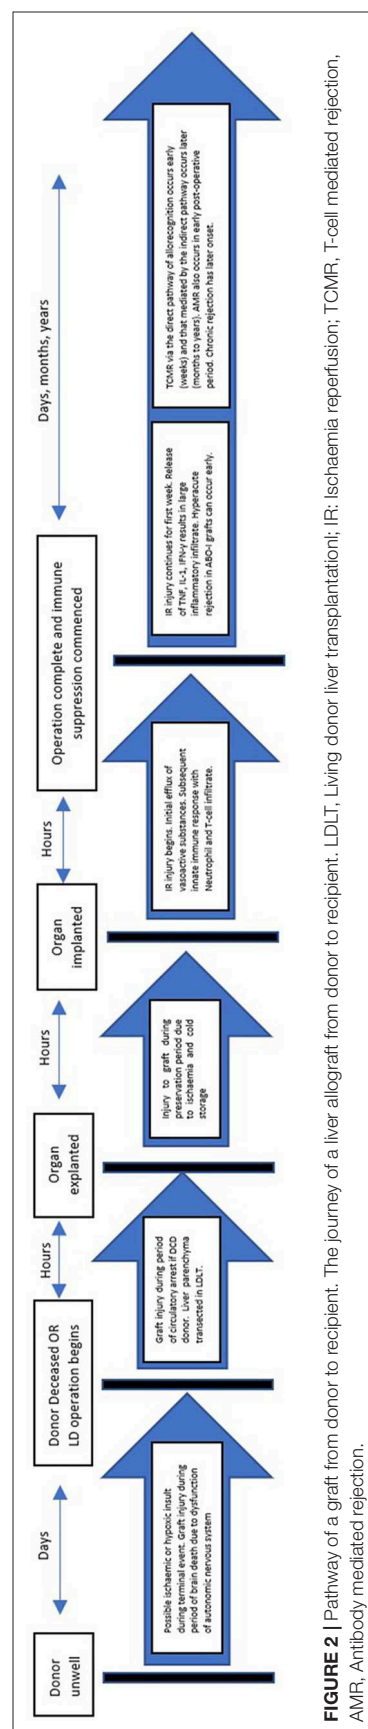 Donor
unwell
Days
Donor Deceased OR
LD operation begins
Hours
Organ
explanted
Hours
Organ
implanted
Hours
Operation complete and immune
suppression commenced
Days, months, years
Possible ischaemic or hypoxic insult
during terminal event. Graft injury during
period of brain death due to dysfunction
of autonomic nervous system
Graft injury during period
of circulatory arrest if DCD
donor. Liver parenchyma
transected in LDLT.
Injury to graft during
preservation period due
to ischaemia and cold
storage
IR injury begins. Initial efflux of
vasoactive substances. Subsequent
innate immune response with
Neutrophil and T-cell infiltrate.
IR injury continues for first week. Release
of TNF, IL-1, IFN-γ results in large
inflammatory infiltrate. Hyperacute
rejection in ABO-I grafts can occur early.
TCMR via the direct pathway of allorecognition occurs early
(weeks) and that mediated by the indirect pathway occurs later
(months to years). AMR also occurs in early post-operative
period. Chronic rejection has later onset.
FIGURE 2 | Pathway of a graft from donor to recipient. The journey of a liver allograft from donor to recipient. LDLT, Living donor liver transplantationl; IR: Ischaemia reperfusion; TCMR, T-cell mediated rejection,
AMR, Antibody mediated rejection.